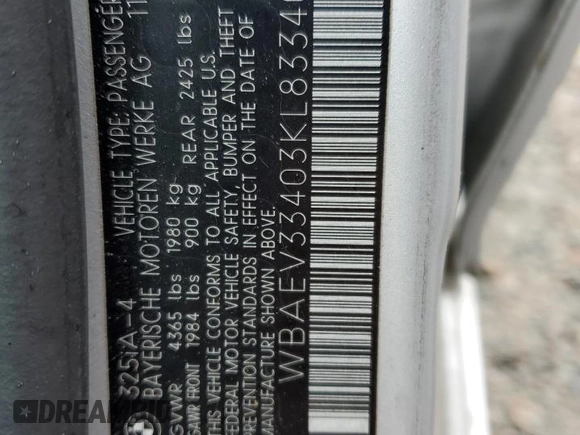 325iA-4 VEHICLE TYPE: PASSENGER
BAYERISCHE MOTOREN WERKE AG 11
GVWR 4365 lbs 1980 kg
GAWR FRONT 1984 lbs 900 kg REAR 2425 lbs
THIS VEHICLE CONFORMS TO ALL APPLICABLE U.S.
FEDERAL MOTOR VEHICLE SAFETY, BUMPER AND THEFT
PREVENTION STANDARDS IN EFFECT ON THE DATE OF
MANUFACTURE SHOWN ABOVE.
WBAEV33403KL8334
DREAM